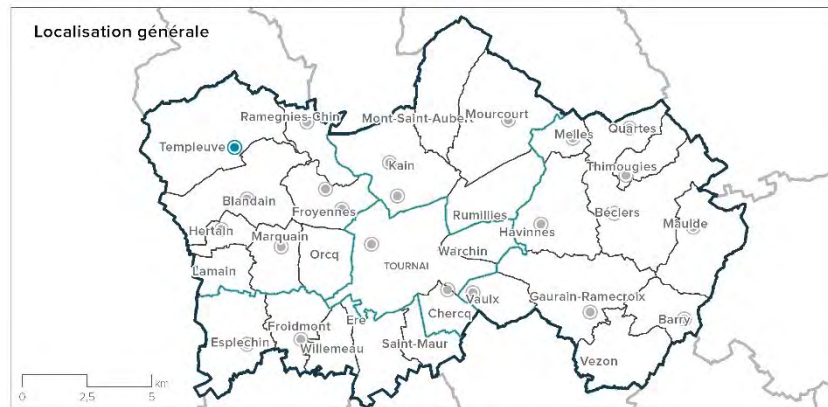 Localisation générale
Ramegnies-Chin
Mont-Saint-Aubert
Mourcourt
Melles
Quartes
Templeuve
Kain
Thimougies
Blandain
Froyennes
Rumillies
Béclers
Maulde
Hertain
Marquain
Orcq
Havinnes
Warchin
Lamain
TOURNAI
Vaulx
Gaurain-Ramecroix
Chercq
Ere
Barry
Froidmont
Esplechin
Willemeau
Saint-Maur
Vezon
0 2,5 5 km